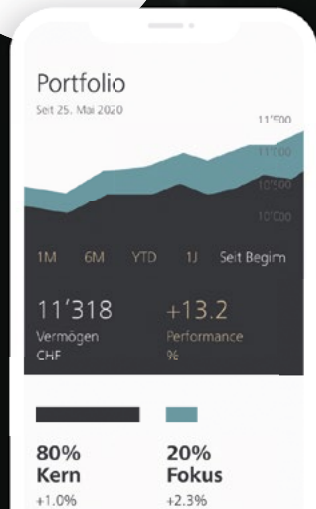 Portfolio
Seit 25. Mai 2020
11’500
11’000
10’500
10’000
1M 6M YTD 1J Seit Begim
11’318 +13.2
Vermögen Performance
CHF %
80% 20%
Kern Fokus
+1.0% +2.3%